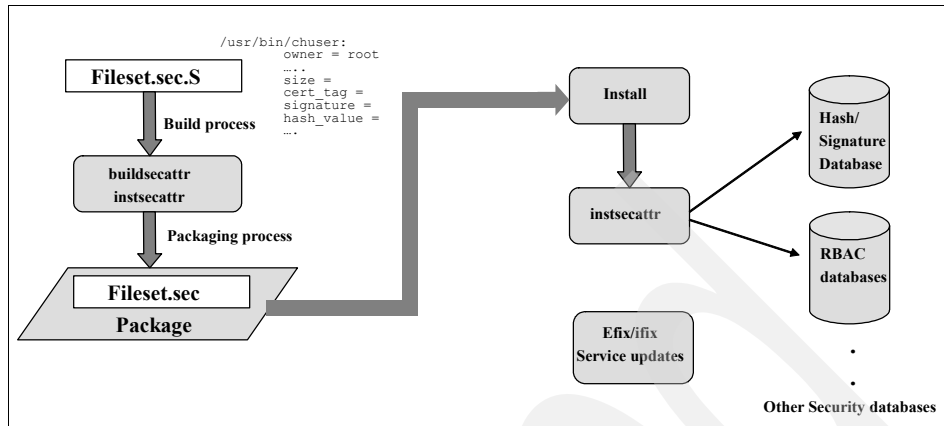 /usr/bin/chuser:
owner = root
.....
size =
cert_tag =
signature =
hash_value =
....
Fileset.sec.S
Build process
buildsecattr
instsecattr
Packaging process
Fileset.sec
Package
Install
instsecattr
Efix/ifix
Service updates
Hash/
Signature
Database
RBAC
databases
.
.
Other Security databases